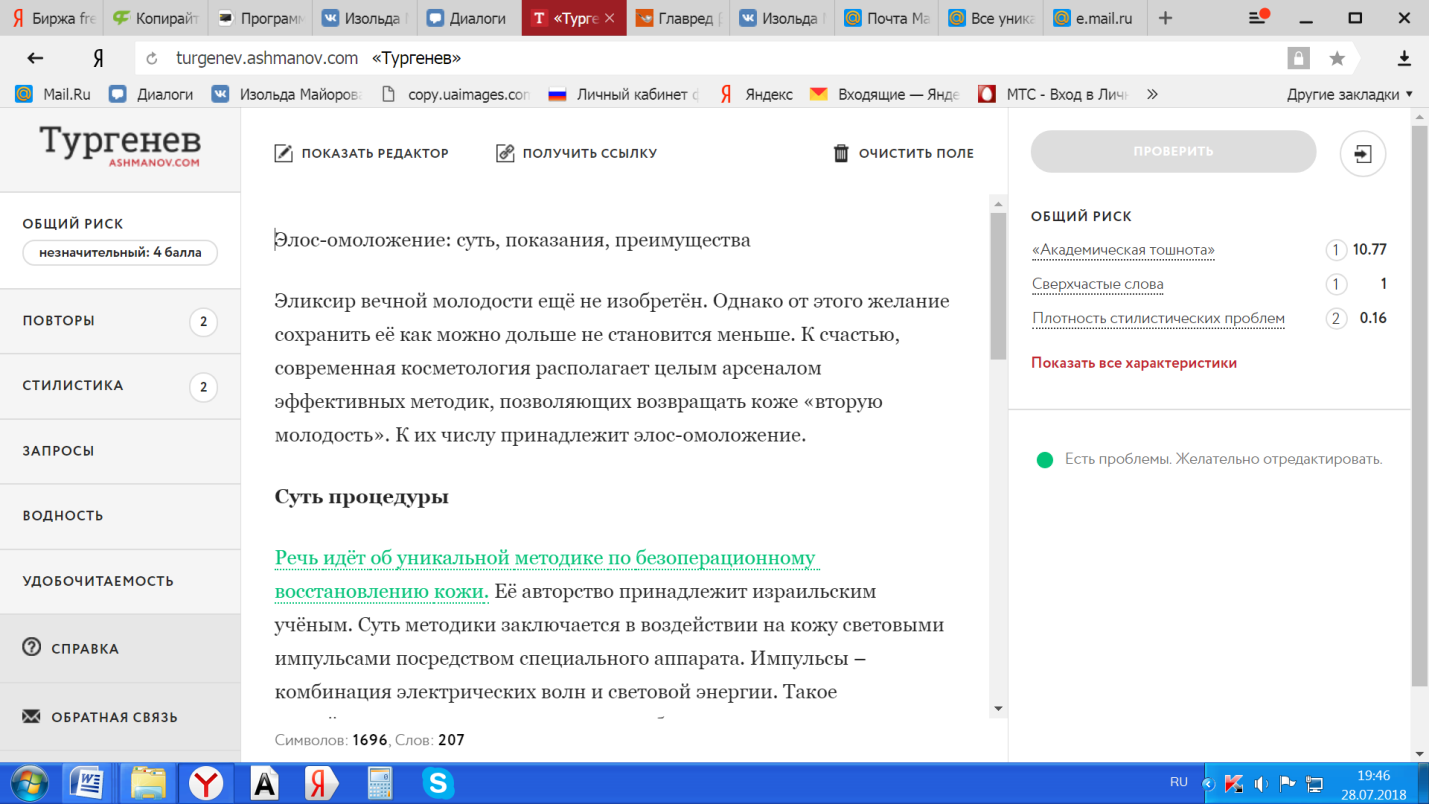 Биржа fre
Копирайт
Программ
Изольда
Диалоги
«Турге
Главред
Изольда
Почта Ma
Все уника
e.mail.ru
turgenev.ashmanov.com «Тургенев»
Mail.Ru
Диалоги
Изольда Майорова
copy.uaimages.com
Личный кабинет ф
Яндекс
Входящие — Янде
МТС - Вход в Личн
Другие закладки
Тургенев
ASHMANOV.COM
ОБЩИЙ РИСК
незначительный: 4 балла
ПОВТОРЫ 2
СТИЛИСТИКА 2
ЗАПРОСЫ
ВОДНОСТЬ
УДОБОЧИТАЕМОСТЬ
СПРАВКА
ОБРАТНАЯ СВЯЗЬ
ПОКАЗАТЬ РЕДАКТОР
ПОЛУЧИТЬ ССЫЛКУ
ОЧИСТИТЬ ПОЛЕ
Элос-омоложение: суть, показания, преимущества
Эликсир вечной молодости ещё не изобретён. Однако от этого желание
сохранить её как можно дольше не становится меньше. К счастью,
современная косметология располагает целым арсеналом
эффективных методик, позволяющих возвращать коже «вторую
молодость». К их числу принадлежит элос-омоложение.
Суть процедуры
Речь идёт об уникальной методике по безоперационному
восстановлению кожи. Её авторство принадлежит израильским
учёным. Суть методики заключается в воздействии на кожу световыми
импульсами посредством специального аппарата. Импульсы –
комбинация электрических волн и световой энергии. Такое
Символов: 1696, Слов: 207
ПРОВЕРИТЬ
ОБЩИЙ РИСК
«Академическая тошнота» 1 10.77
Сверхчастые слова 1 1
Плотность стилистических проблем 2 0.16
Показать все характеристики
Есть проблемы. Желательно отредактировать.
RU
19:46
28.07.2018